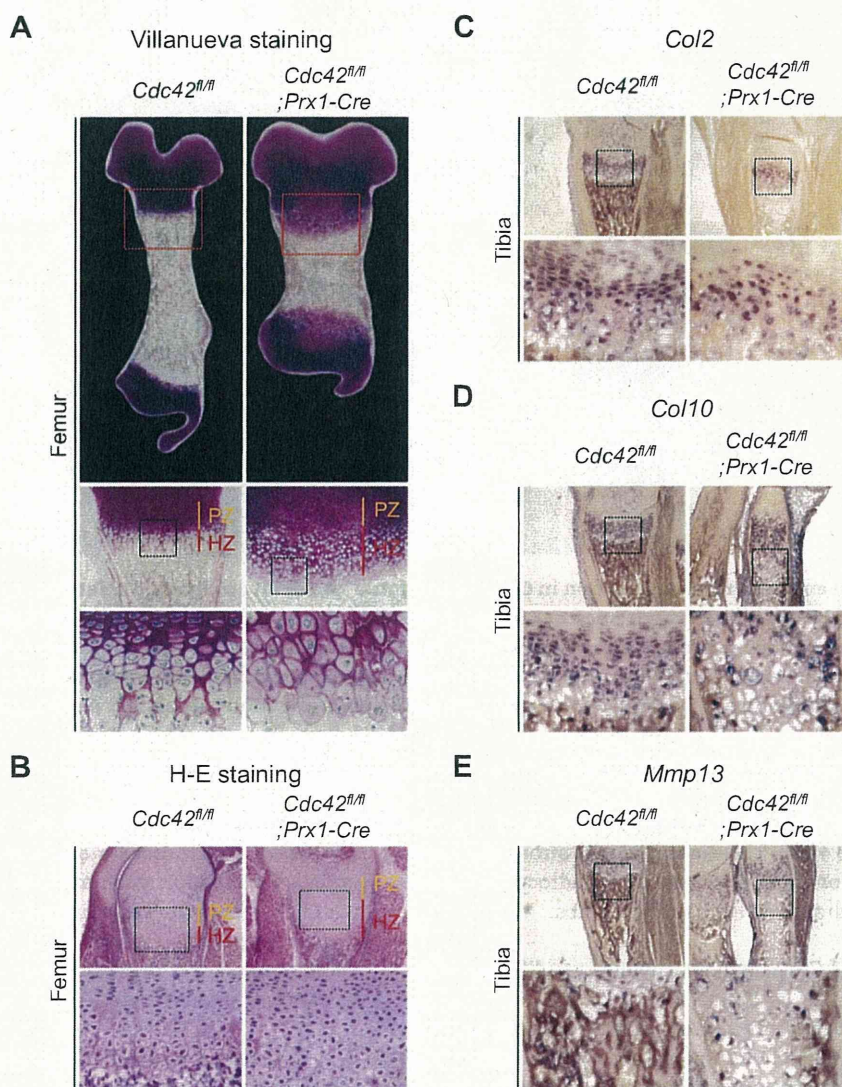 A
Villanueva staining
Cdc42fl/fl
Cdc42fl/fl
;Prx1-Cre
Femur
PZ
HZ
PZ
HZ
B
H-E staining
Cdc42fl/fl
Cdc42fl/fl
;Prx1-Cre
Femur
PZ
HZ
PZ
HZ
C
Col2
Cdc42fl/fl
Cdc42fl/fl
;Prx1-Cre
Tibia
D
Col10
Cdc42fl/fl
Cdc42fl/fl
;Prx1-Cre
Tibia
E
Mmp13
Cdc42fl/fl
Cdc42fl/fl
;Prx1-Cre
Tibia